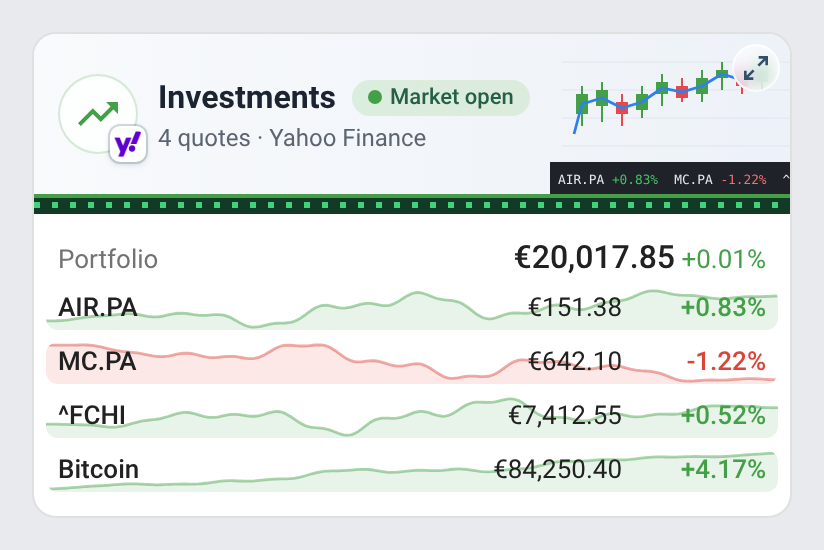 Investments
Market open
4 quotes · Yahoo Finance
y!
AIR.PA +0.83% MC.PA -1.22% ^
Portfolio €20,017.85 +0.01%
AIR.PA €151.38 +0.83%
MC.PA €642.10 -1.22%
^FCHI €7,412.55 +0.52%
Bitcoin €84,250.40 +4.17%